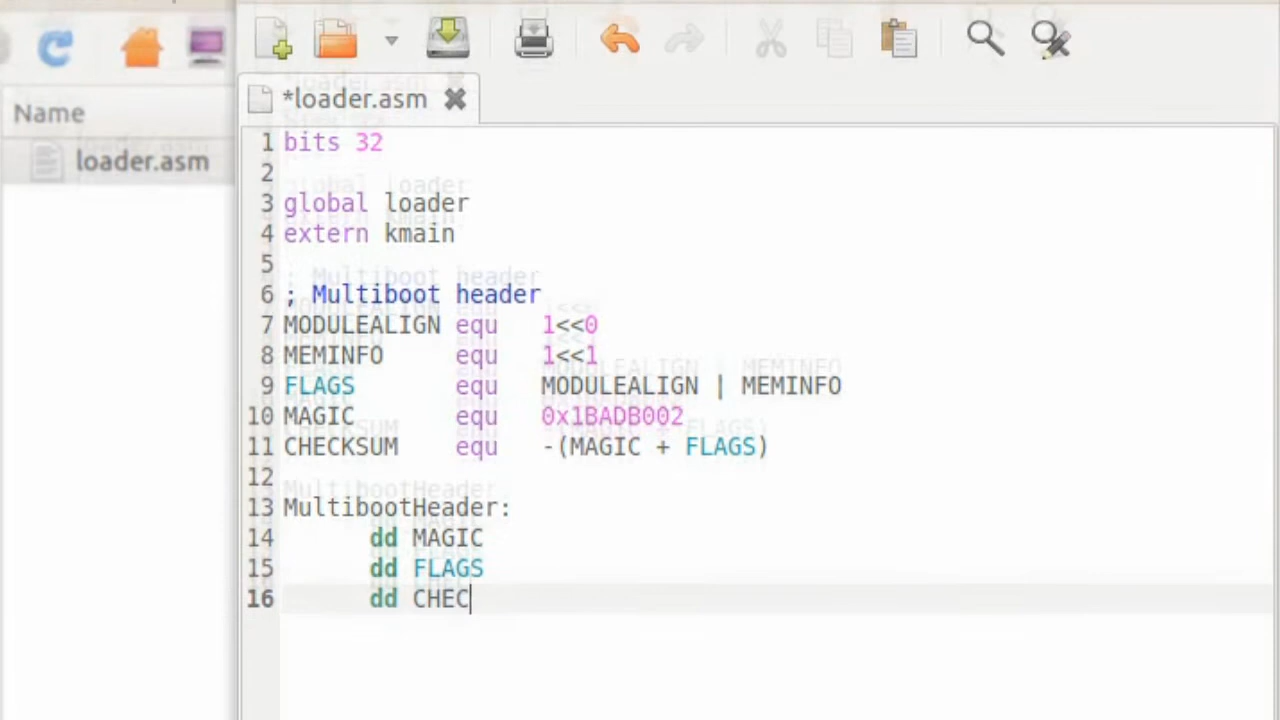 Name
loader.asm
*loader.asm
1 bits 32
2
3 global loader
4 extern kmain
5
6 ; Multiboot header
7 MODULEALIGN equ 1<<0
8 MEMINFO equ 1<<1
9 FLAGS equ MODULEALIGN | MEMINFO
10 MAGIC equ 0x1BADB002
11 CHECKSUM equ -(MAGIC + FLAGS)
12
13 MultibootHeader:
14 dd MAGIC
15 dd FLAGS
16 dd CHEC